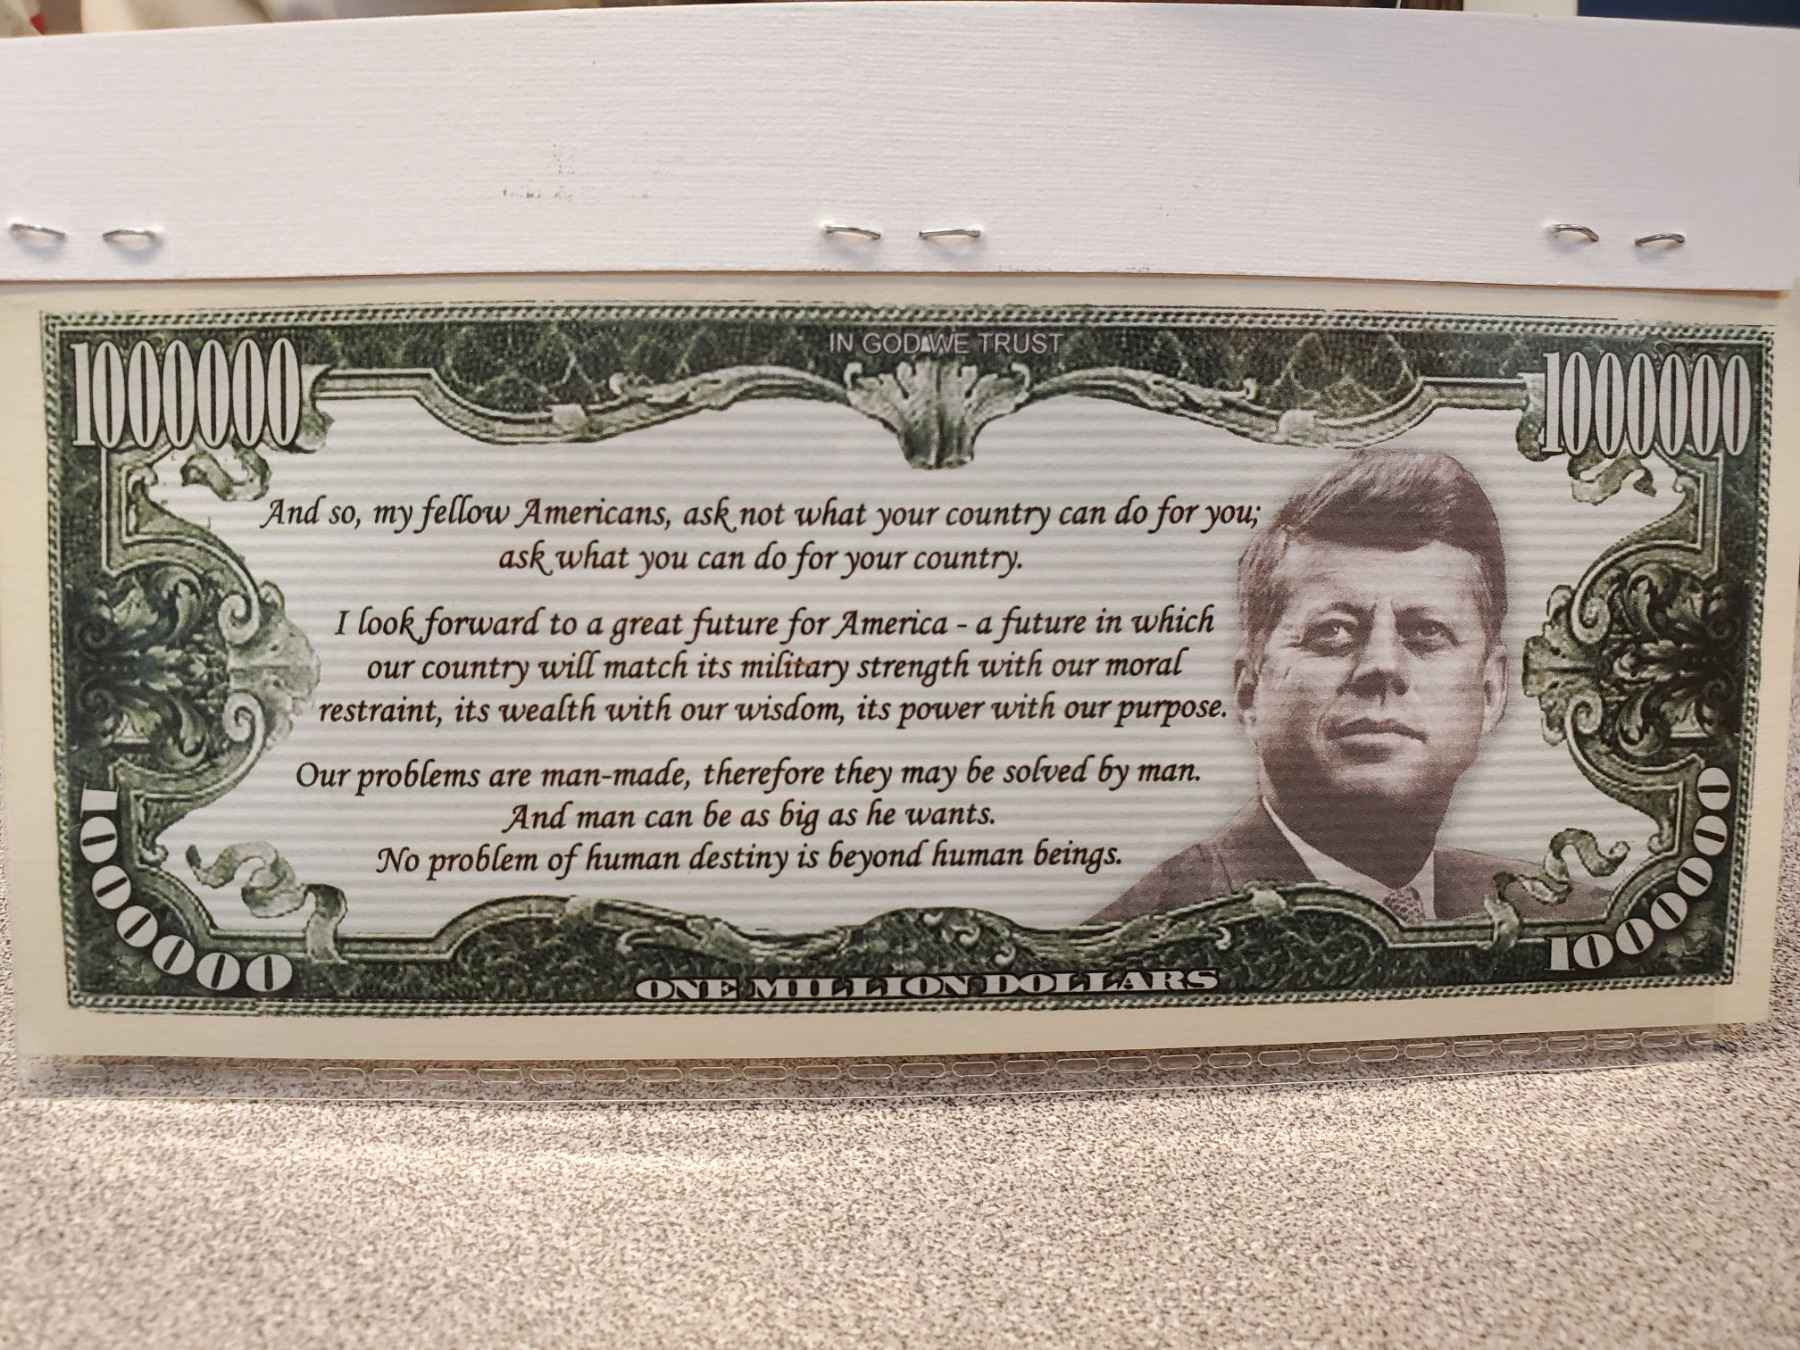 IN GOD WE TRUST
1000000
1000000
And so, my fellow Americans, ask not what your country can do for you;
ask what you can do for your country.
I look forward to a great future for America - a future in which
our country will match its military strength with our moral
restraint, its wealth with our wisdom, its power with our purpose.
Our problems are man-made, therefore they may be solved by man.
And man can be as big as he wants.
No problem of human destiny is beyond human beings.
1000000
1000000
ONE MILLION DOLLARS